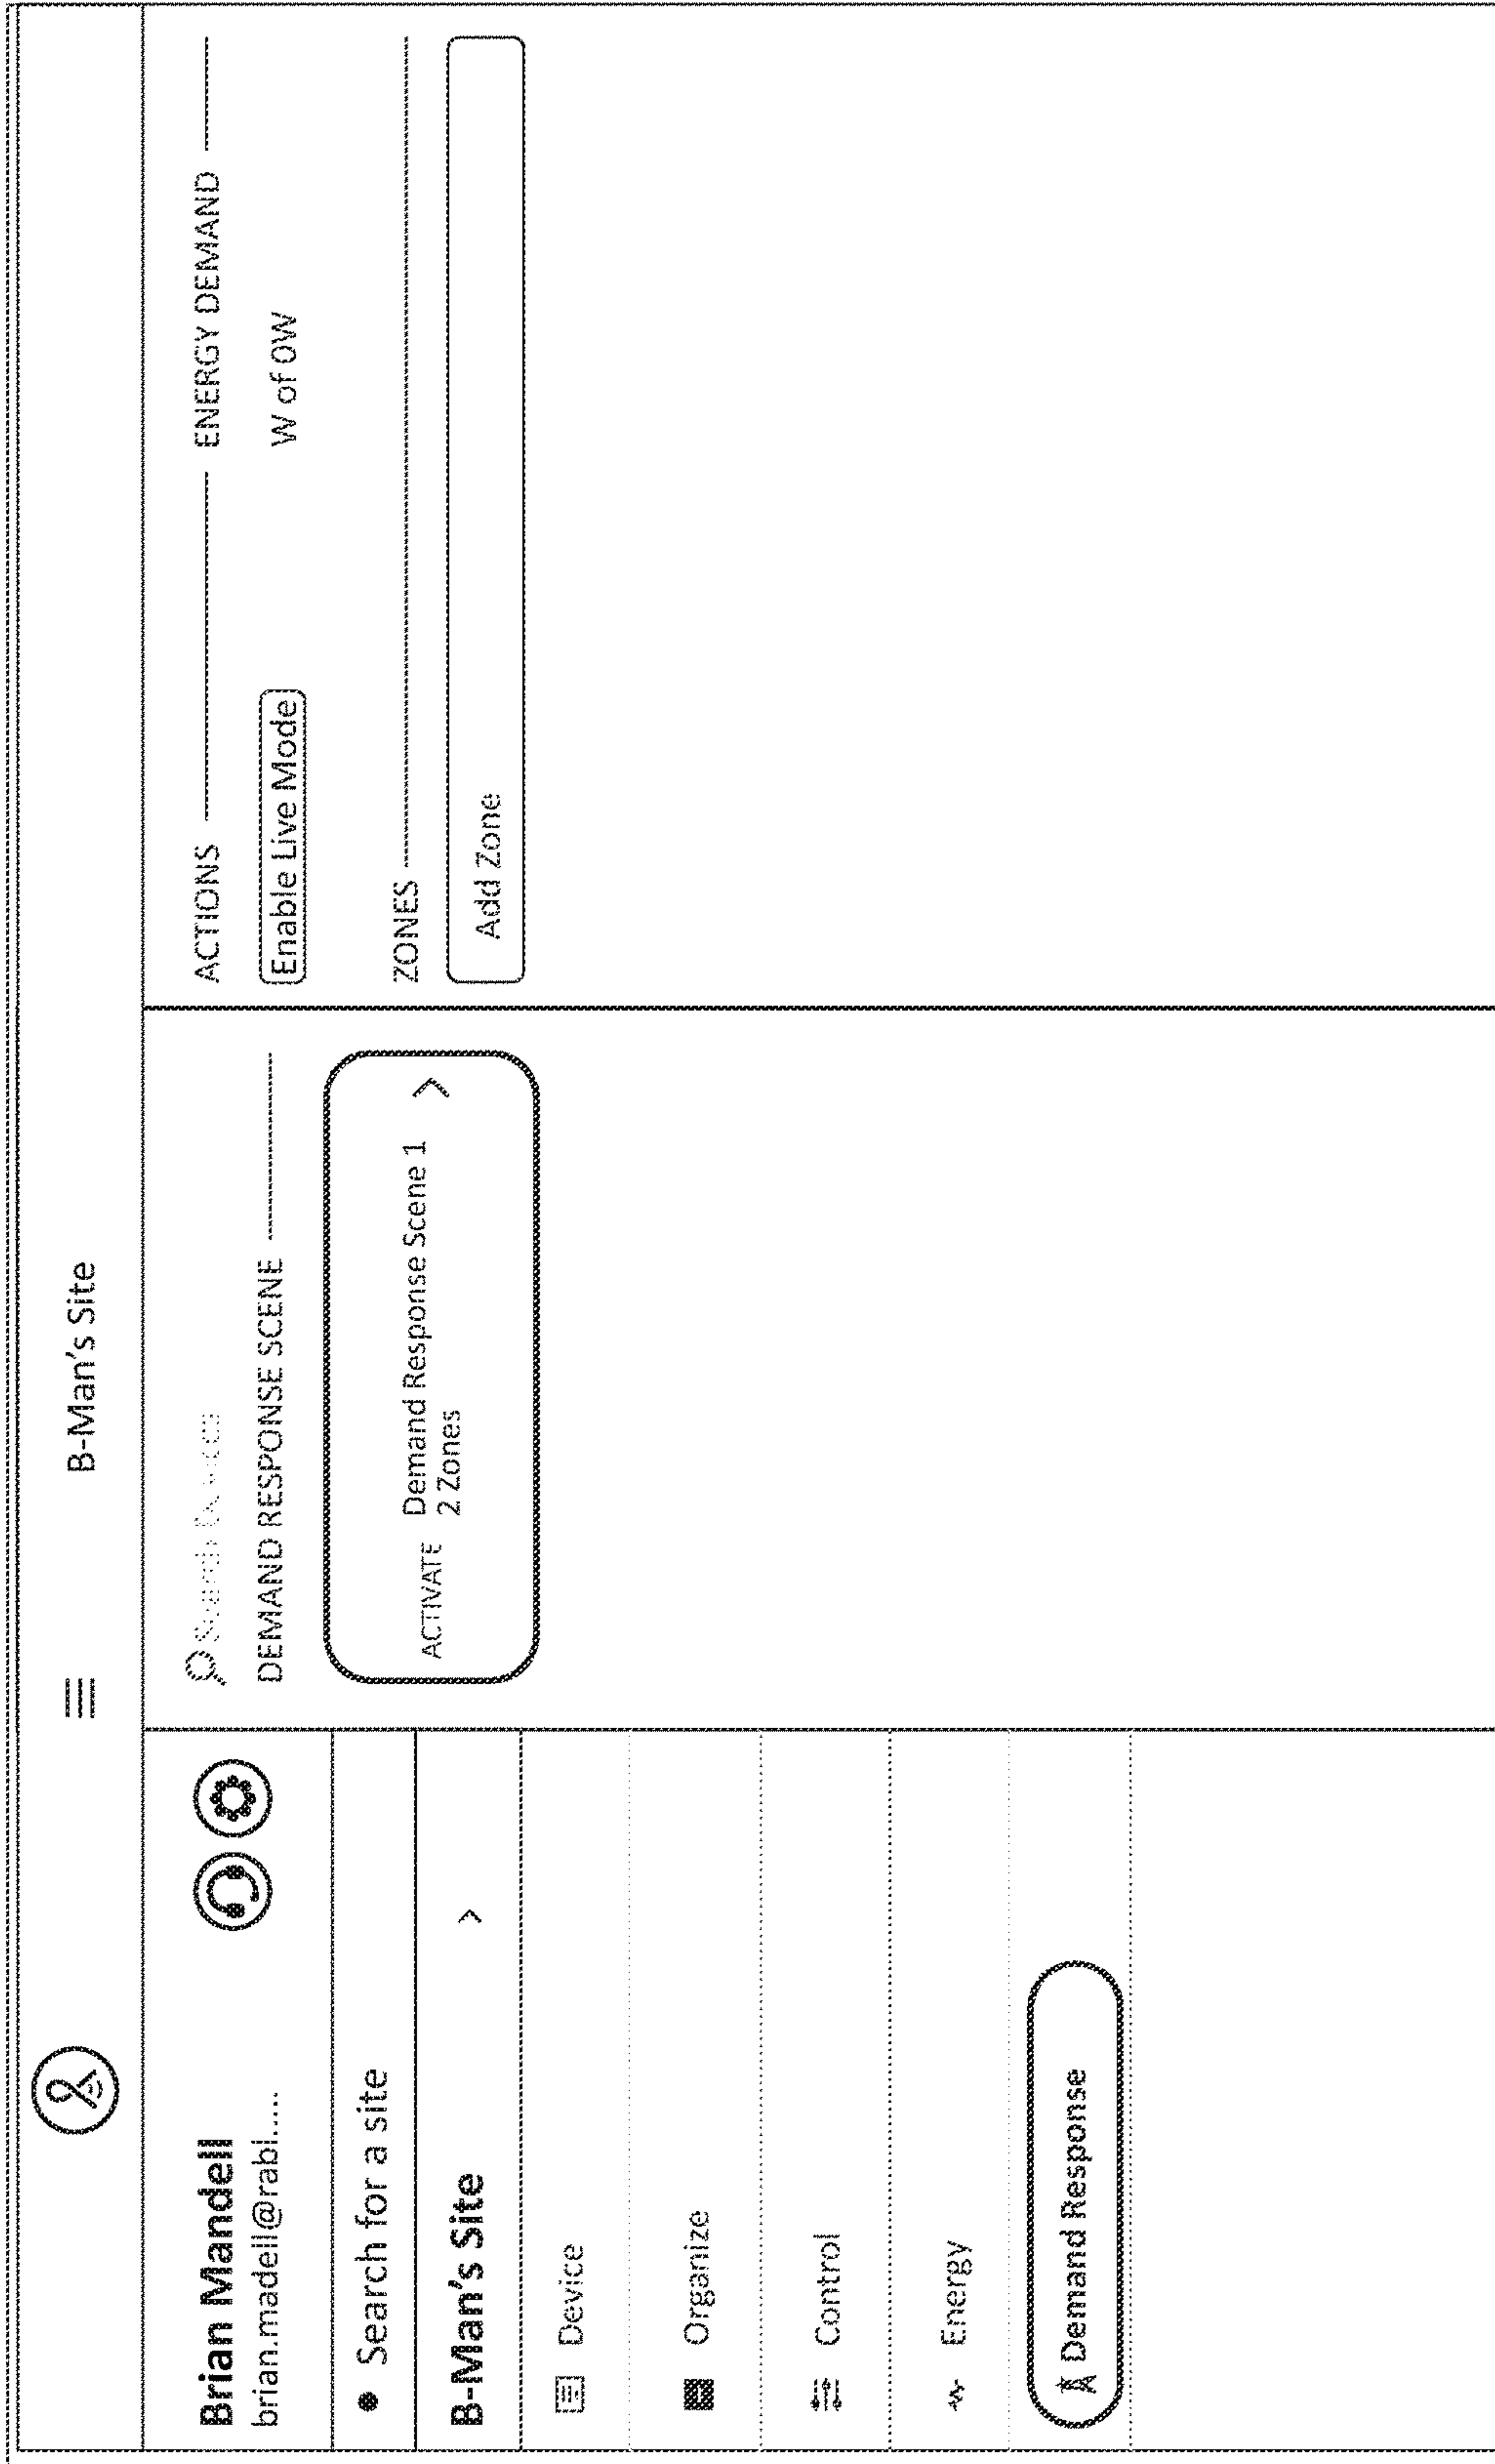 B-Man's Site
Brian Mandell
brian.madell@rabl.....
Search for a site
B-Man's Site
Device
Organize
Control
Energy
Demand Response
Search
DEMAND RESPONSE SCENE
ACTIVATE
Demand Response Scene 1
2 Zones
ACTIONS
Enable Live Mode
ENERGY DEMAND
W of 0W
ZONES
Add Zone